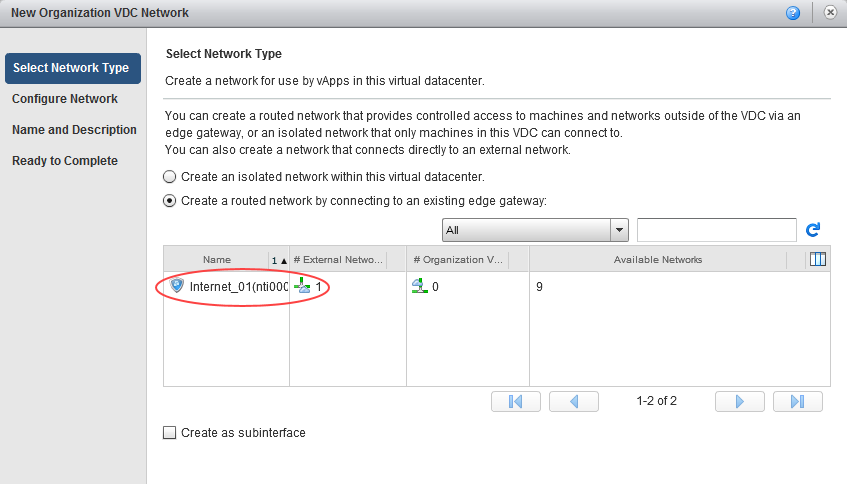 New Organization VDC Network
Select Network Type
Configure Network
Name and Description
Ready to Complete
Select Network Type
Create a network for use by vApps in this virtual datacenter.
You can create a routed network that provides controlled access to machines and networks outside of the VDC via an
edge gateway, or an isolated network that only machines in this VDC can connect to.
You can also create a network that connects directly to an external network.
Create an isolated network within this virtual datacenter.
Create a routed network by connecting to an existing edge gateway:
All
Name 1 ▲ # External Netwo... # Organization V... Available Networks
Internet_01(nti000 1 0 9
1-2 of 2
Create as subinterface